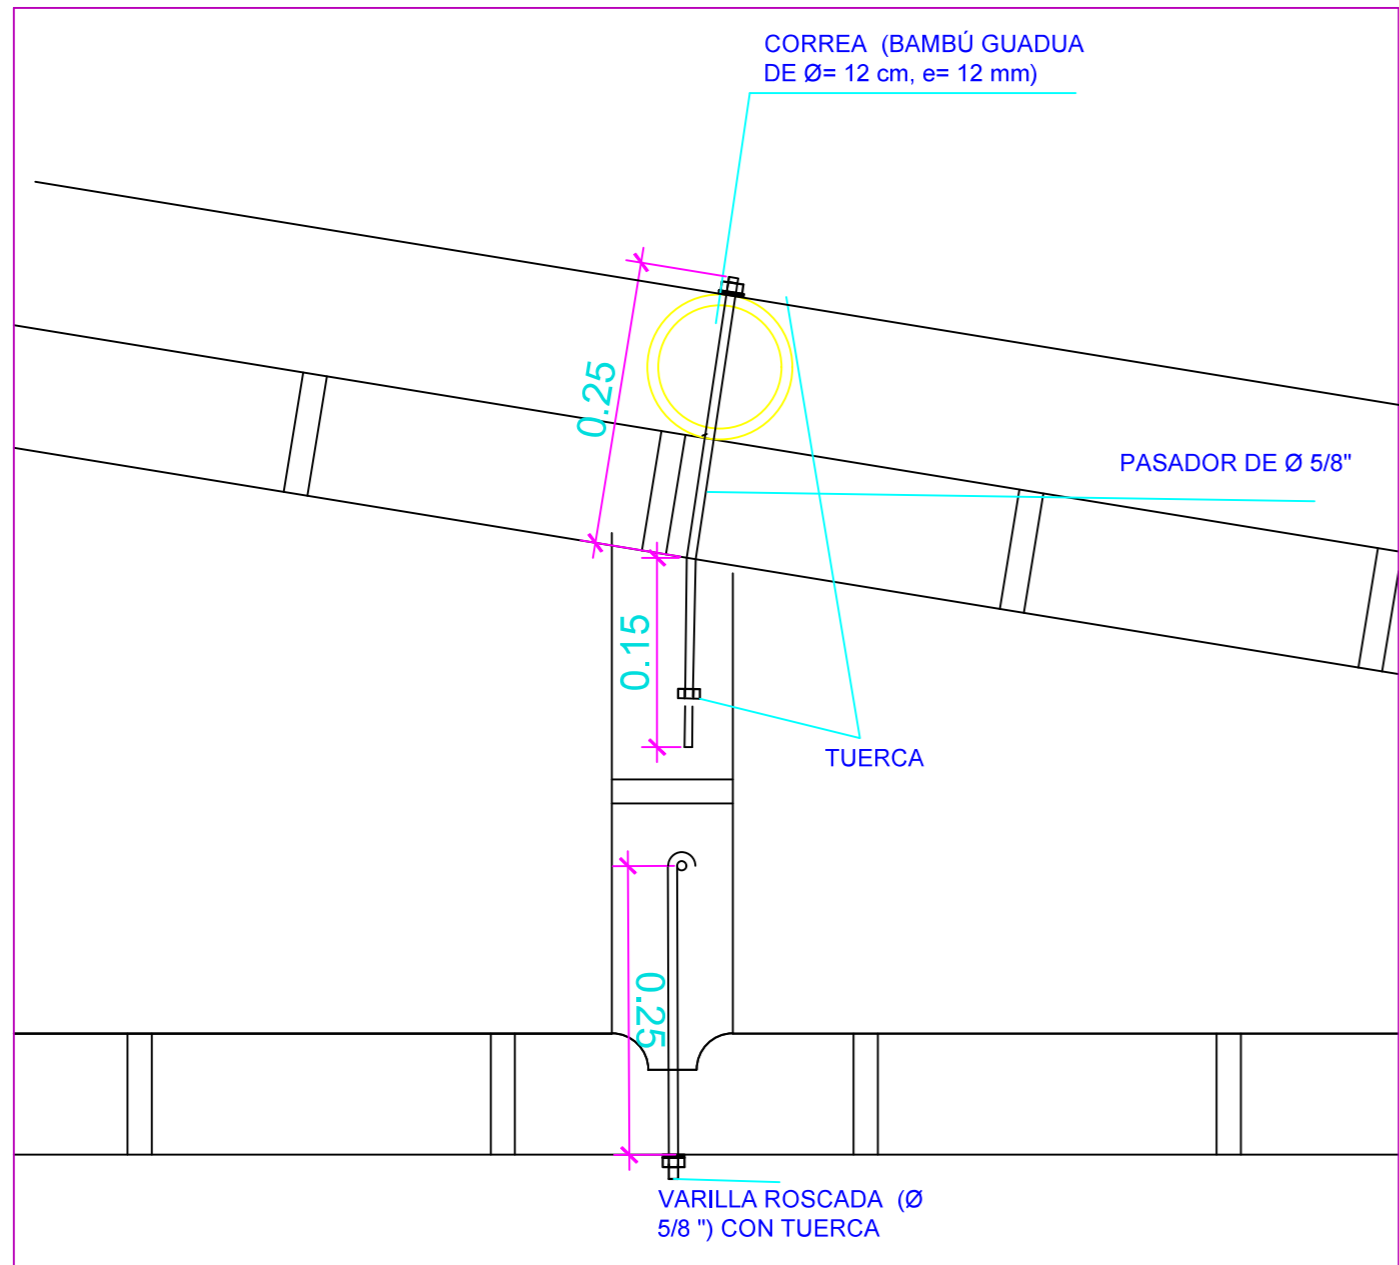 CORREA (BAMBÚ GUADUA
DE Ø= 12 cm, e= 12 mm)
0.25
PASADOR DE Ø 5/8"
0.15
TUERCA
0.25
VARILLA ROSCADA (Ø
5/8 ") CON TUERCA